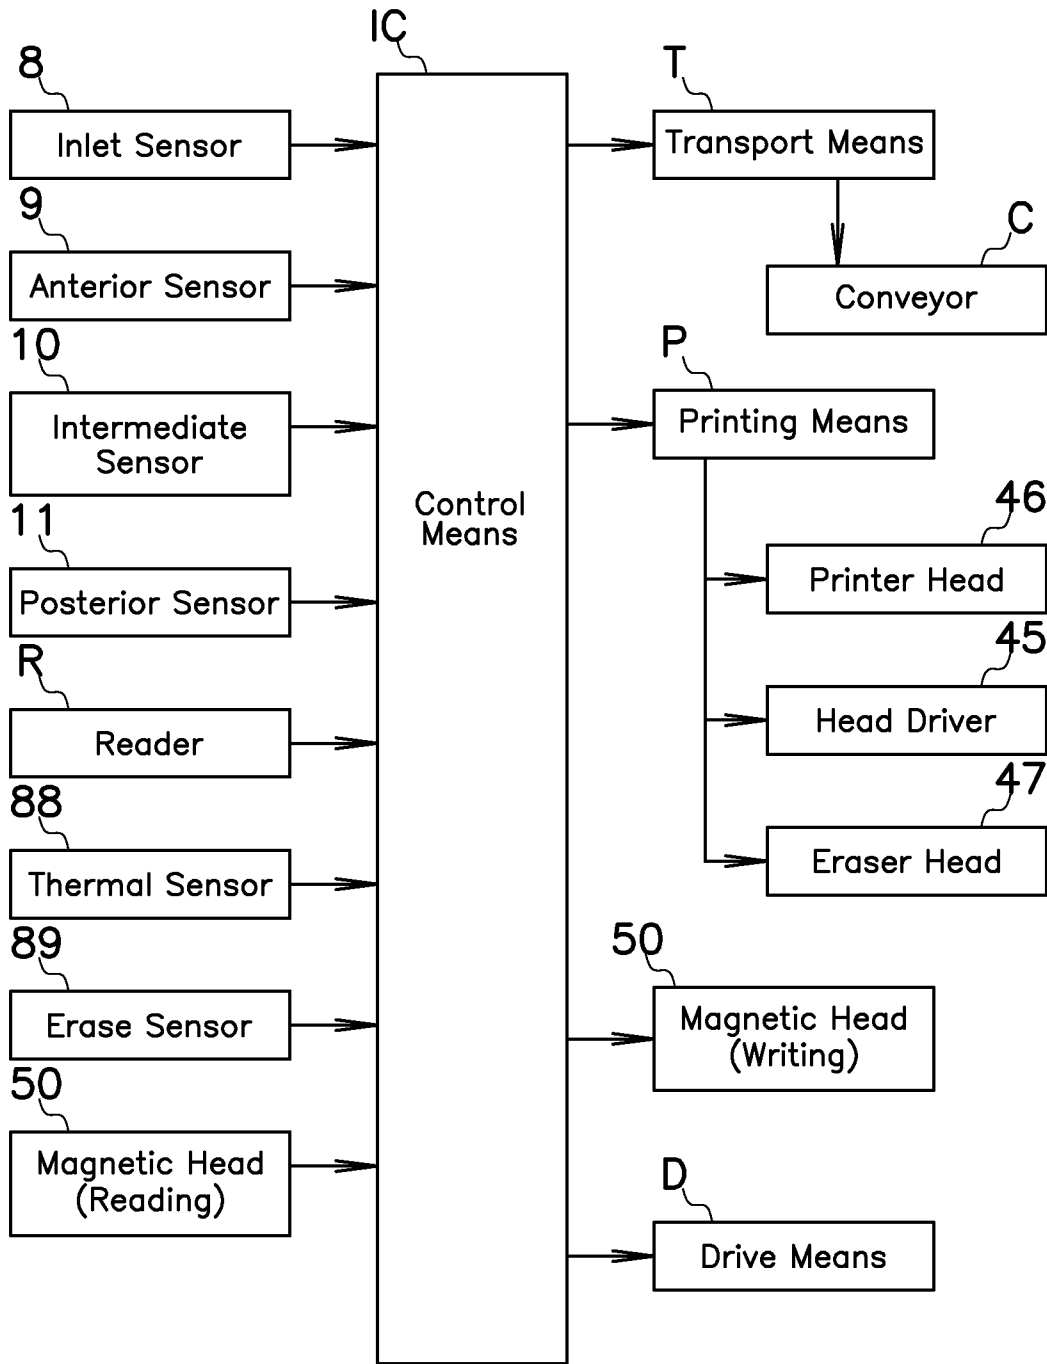 IC
8
Inlet Sensor
9
Anterior Sensor
10
Intermediate
Sensor
11
Posterior Sensor
R
Reader
88
Thermal Sensor
89
Erase Sensor
50
Magnetic Head
(Reading)
Control
Means
T
Transport Means
C
Conveyor
P
Printing Means
46
Printer Head
45
Head Driver
47
Eraser Head
50
Magnetic Head
(Writing)
D
Drive Means